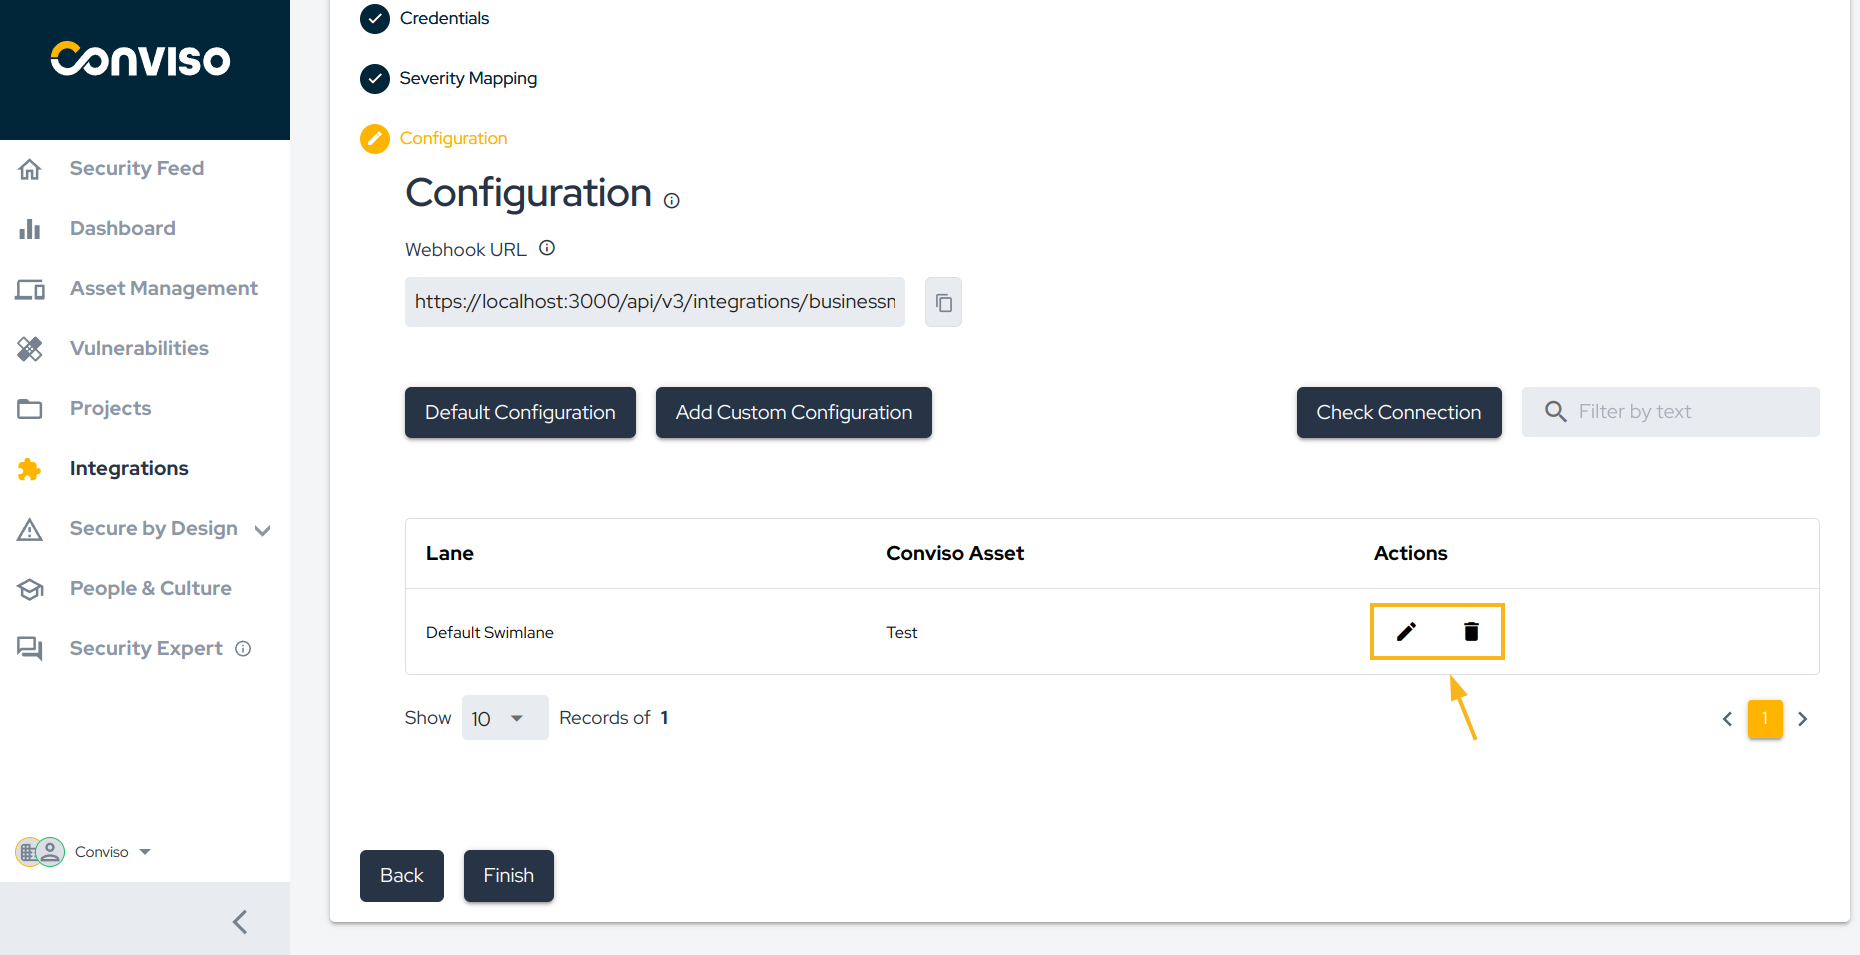 Conviso
Security Feed
Dashboard
Asset Management
Vulnerabilities
Projects
Integrations
Secure by Design
People & Culture
Security Expert
Conviso
Credentials
Severity Mapping
Configuration
Configuration
Webhook URL
https://localhost:3000/api/v3/integrations/businessn
Default Configuration Add Custom Configuration Check Connection Filter by text
Lane Conviso Asset Actions
Default Swimlane Test
Show 10 Records of 1 1
Back Finish